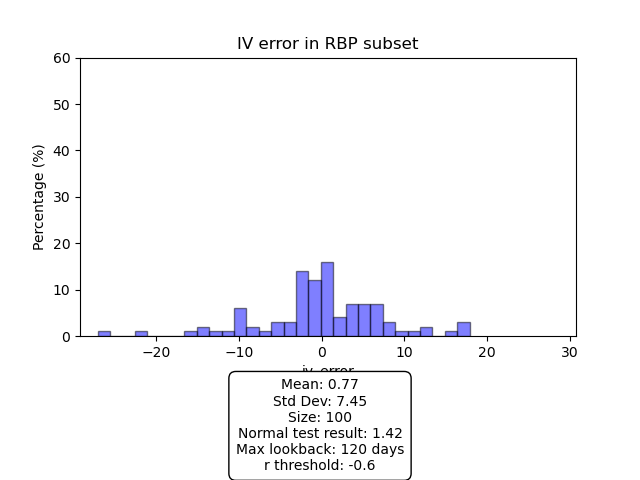 IV error in RBP subset
60
50
40
30
20
10
0
Percentage (%)
−20
−10
0
10
20
30
iv_error
Mean: 0.77
Std Dev: 7.45
Size: 100
Normal test result: 1.42
Max lookback: 120 days
r threshold: -0.6